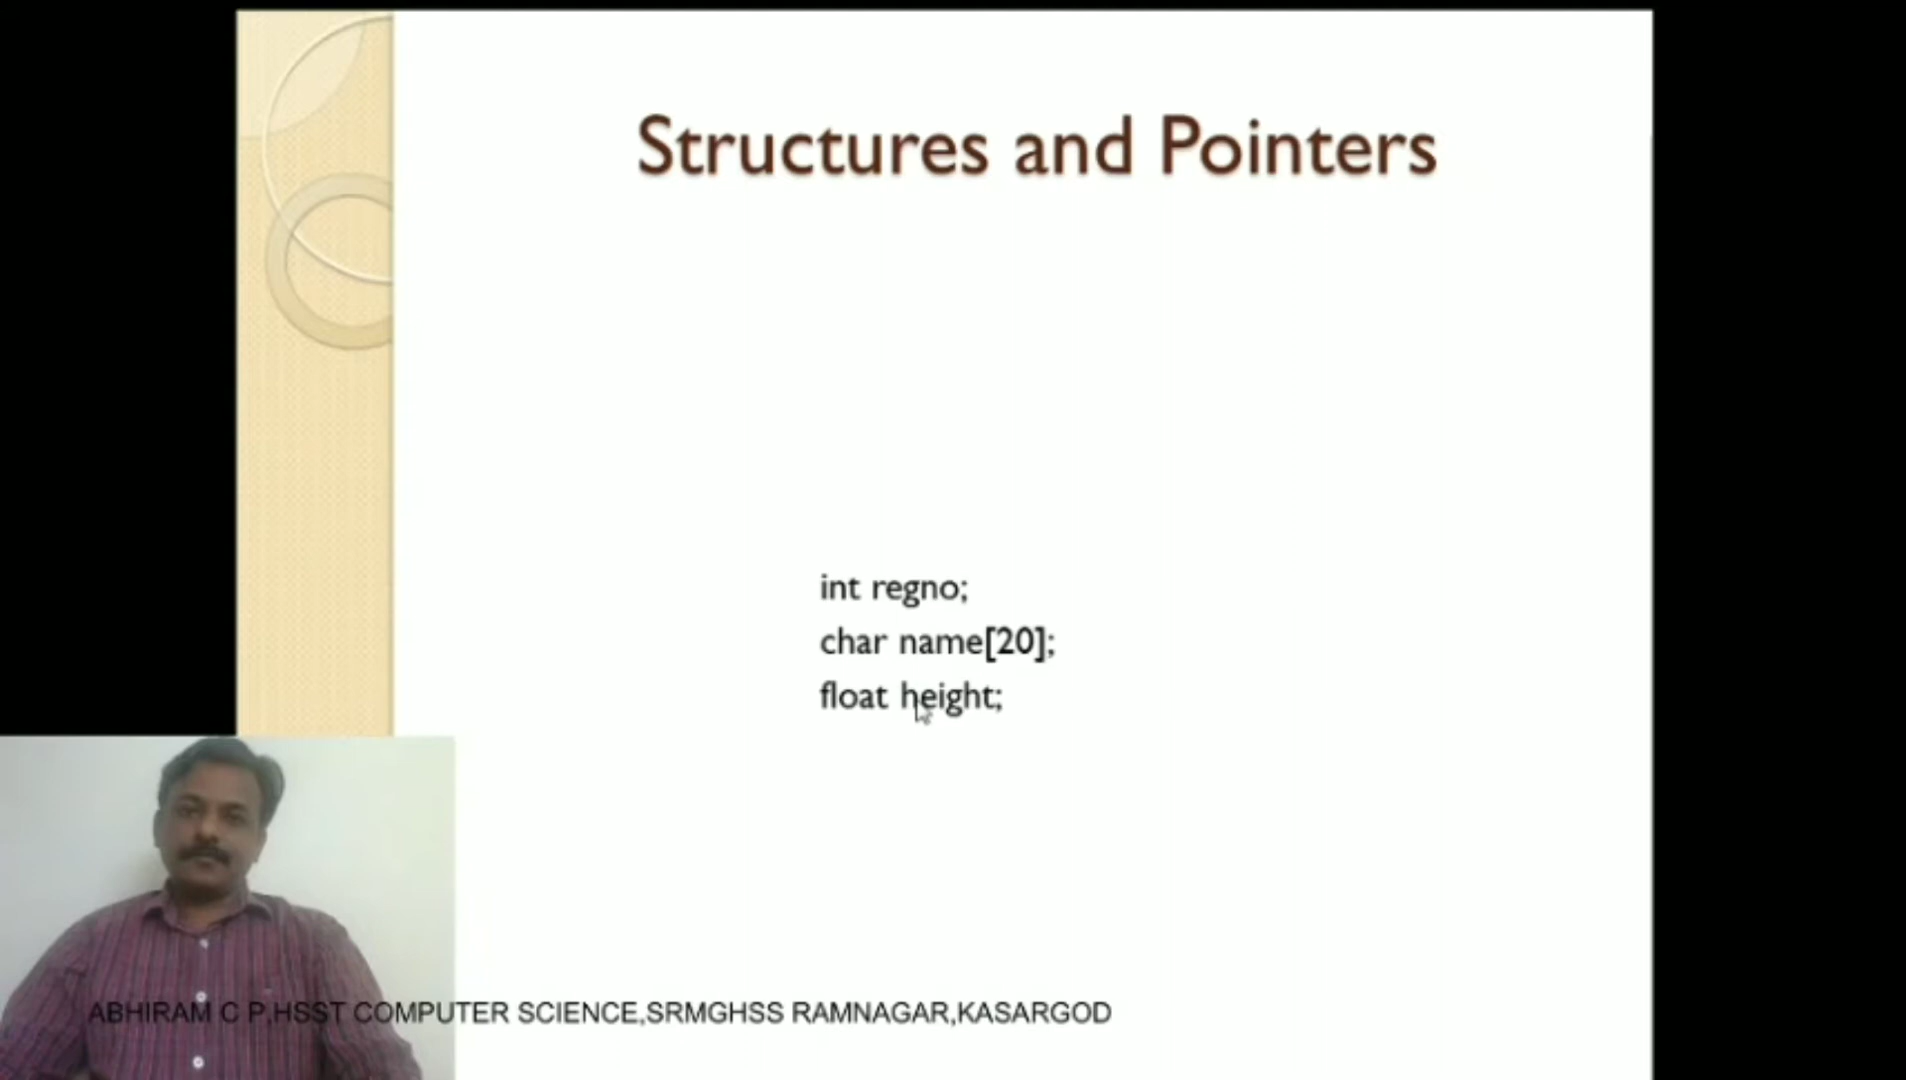 Structures and Pointers
int regno;
char name[20];
float height;
ABHIRAM C P,HSST COMPUTER SCIENCE,SRMGHSS RAMNAGAR,KASARGOD